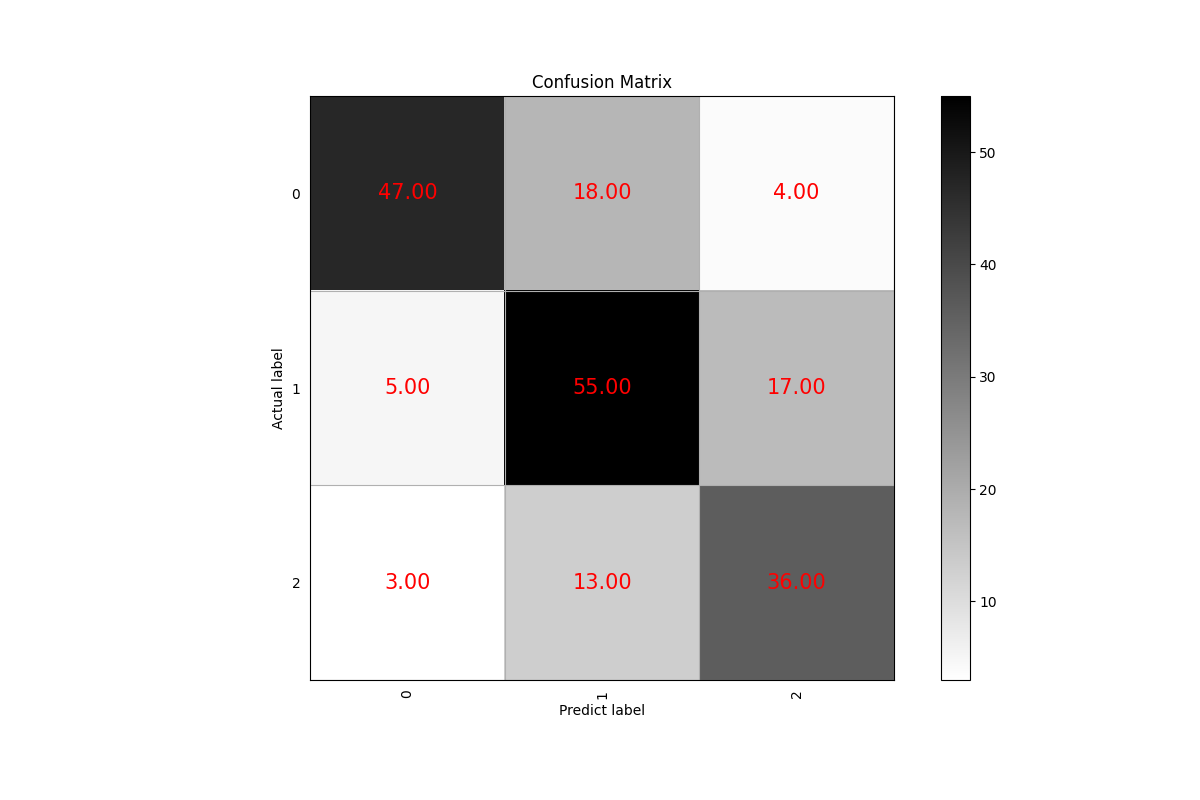 Confusion Matrix
0 47.00 18.00 4.00
1 5.00 55.00 17.00
2 3.00 13.00 36.00
0 1 2
Predict label
Actual label
50
40
30
20
10